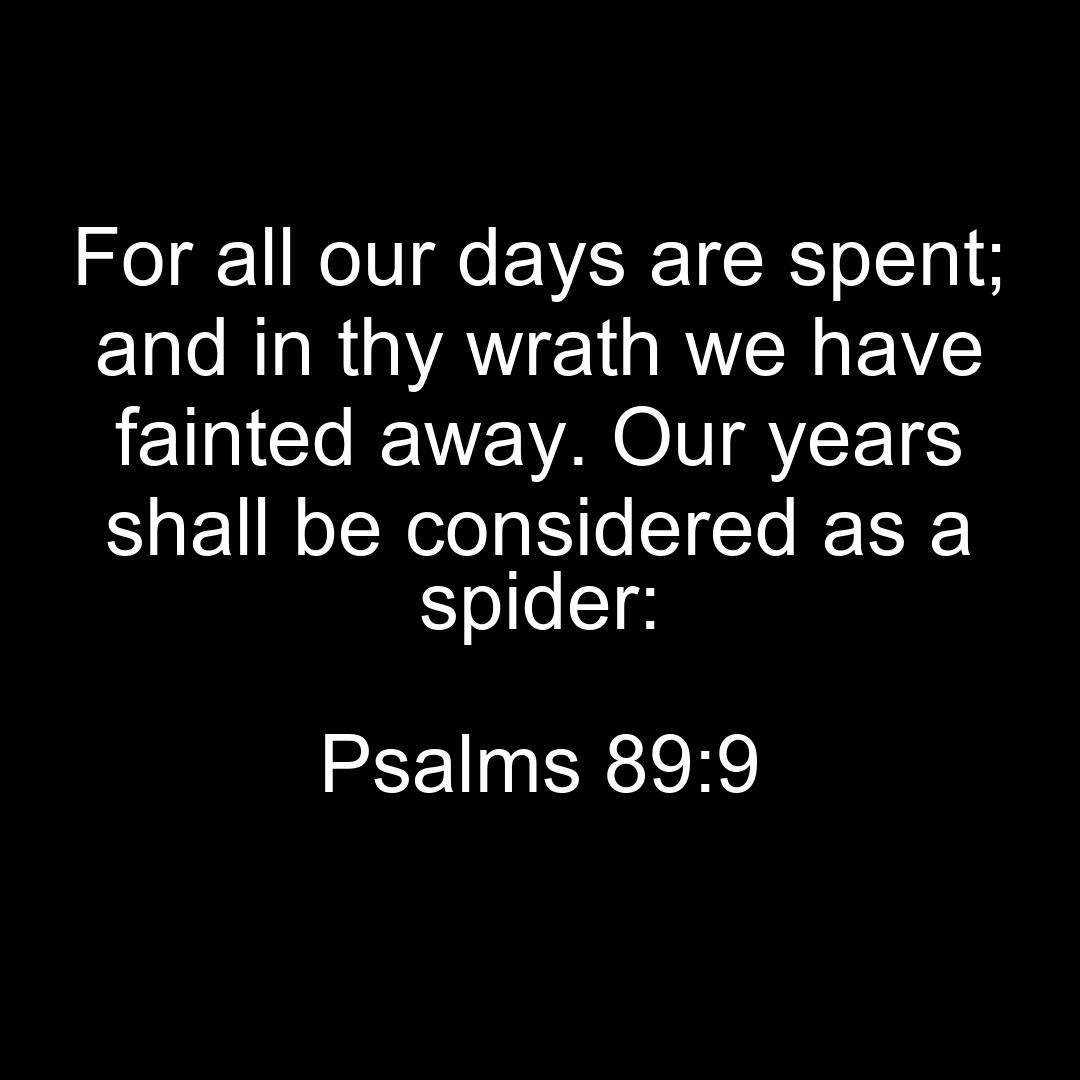 For all our days are spent;
and in thy wrath we have
fainted away. Our years
shall be considered as a
spider:
Psalms 89:9